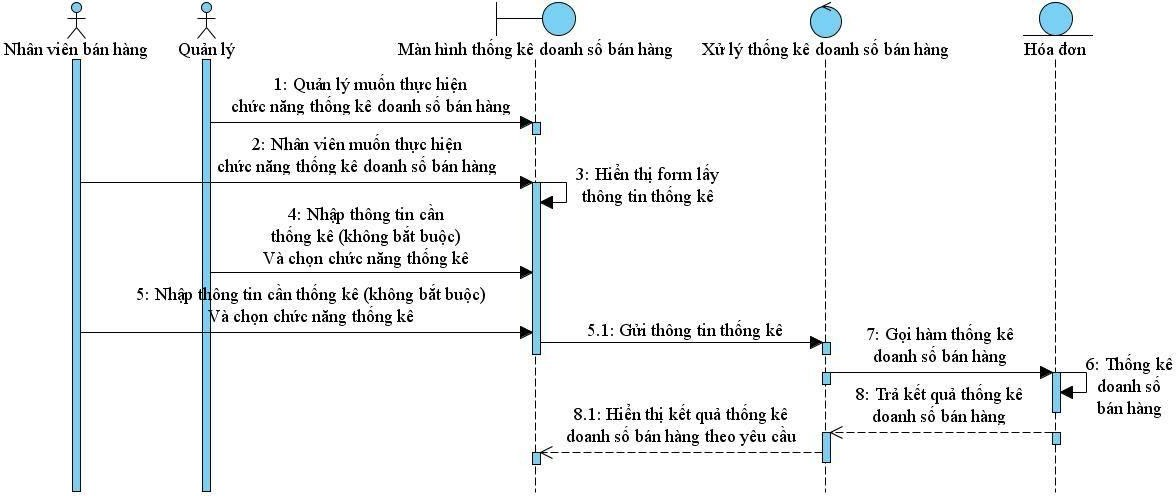 Nhân viên bán hàng
Quản lý
Màn hình thống kê doanh số bán hàng
Xử lý thống kê doanh số bán hàng
Hóa đơn
1: Quản lý muốn thực hiện
chức năng thống kê doanh số bán hàng
2: Nhân viên muốn thực hiện
chức năng thống kê doanh số bán hàng
3: Hiển thị form lấy
thông tin thống kê
4: Nhập thông tin cần
thống kê (không bắt buộc)
Và chọn chức năng thống kê
5: Nhập thông tin cần thống kê (không bắt buộc)
Và chọn chức năng thống kê
5.1: Gửi thông tin thống kê
7: Gọi hàm thống kê
doanh số bán hàng
6: Thống kê
doanh số
bán hàng
8: Trả kết quả thống kê
doanh số bán hàng
8.1: Hiển thị kết quả thống kê
doanh số bán hàng theo yêu cầu